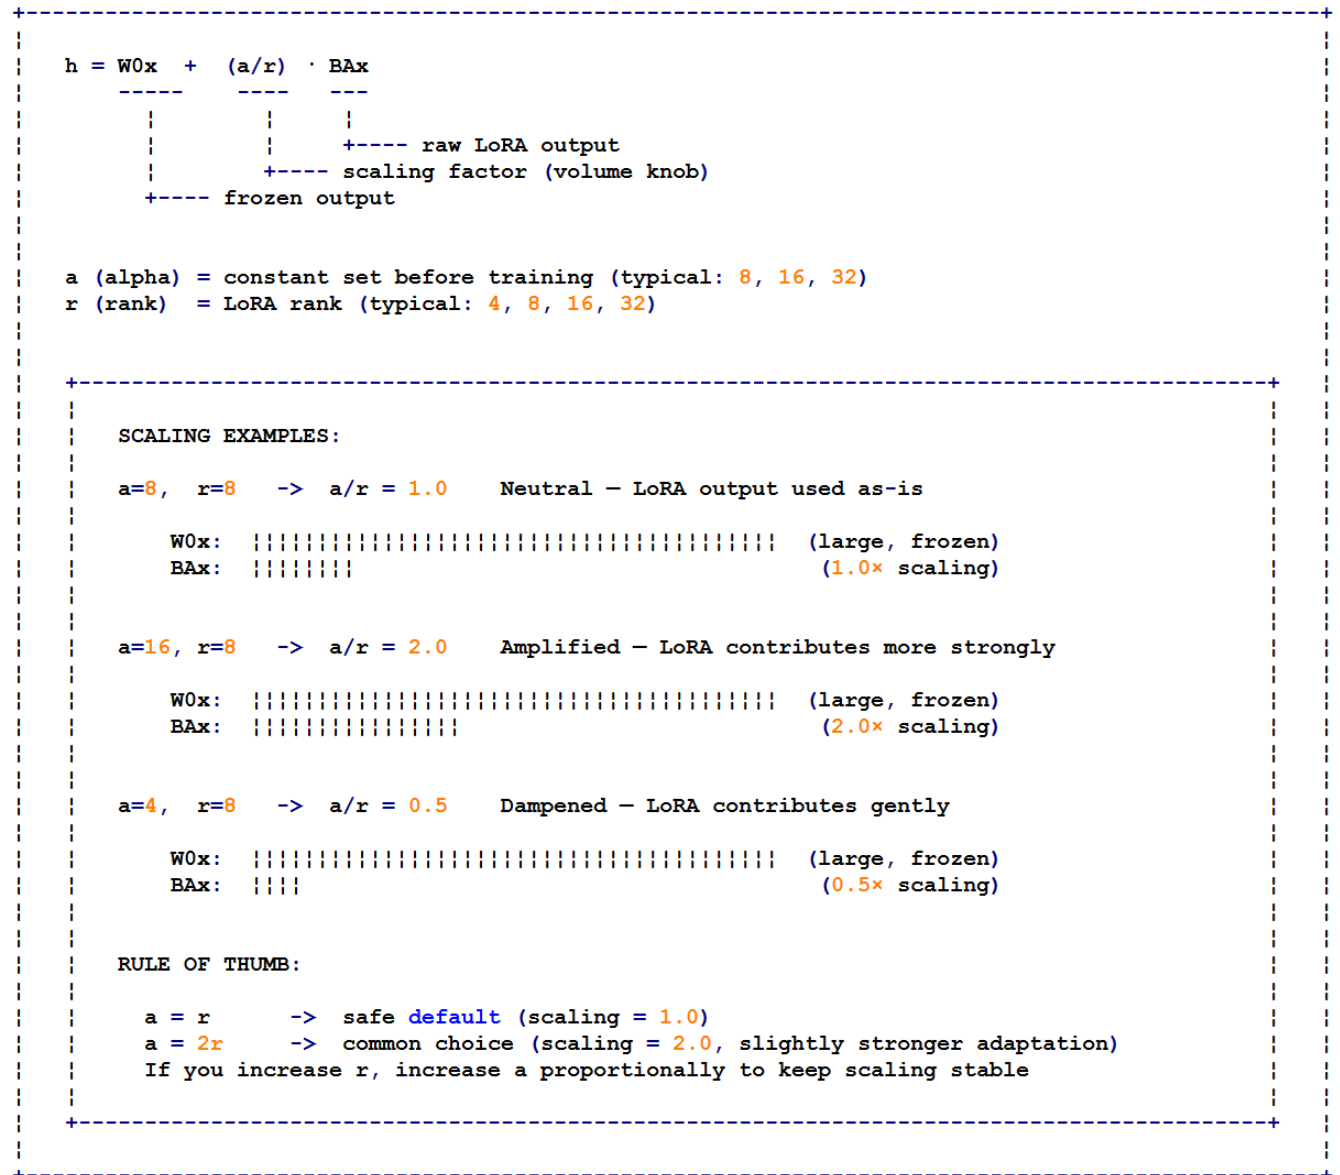 h = W0x + (a/r) · BAx
+---- raw LoRA output
+---- scaling factor (volume knob)
+---- frozen output
a (alpha) = constant set before training (typical: 8, 16, 32)
r (rank) = LoRA rank (typical: 4, 8, 16, 32)
SCALING EXAMPLES:
a=8, r=8 -> a/r = 1.0 Neutral — LoRA output used as-is
W0x: ¦¦¦¦¦¦¦¦¦¦¦¦¦¦¦¦¦¦¦¦¦¦¦¦¦¦¦¦¦¦¦¦¦¦¦¦¦¦¦¦ (large, frozen)
BAx: ¦¦¦¦¦¦¦¦ (1.0× scaling)
a=16, r=8 -> a/r = 2.0 Amplified — LoRA contributes more strongly
W0x: ¦¦¦¦¦¦¦¦¦¦¦¦¦¦¦¦¦¦¦¦¦¦¦¦¦¦¦¦¦¦¦¦¦¦¦¦¦¦¦¦ (large, frozen)
BAx: ¦¦¦¦¦¦¦¦¦¦¦¦¦¦¦¦ (2.0× scaling)
a=4, r=8 -> a/r = 0.5 Dampened — LoRA contributes gently
W0x: ¦¦¦¦¦¦¦¦¦¦¦¦¦¦¦¦¦¦¦¦¦¦¦¦¦¦¦¦¦¦¦¦¦¦¦¦¦¦¦¦ (large, frozen)
BAx: ¦¦¦¦ (0.5× scaling)
RULE OF THUMB:
a = r -> safe default (scaling = 1.0)
a = 2r -> common choice (scaling = 2.0, slightly stronger adaptation)
If you increase r, increase a proportionally to keep scaling stable